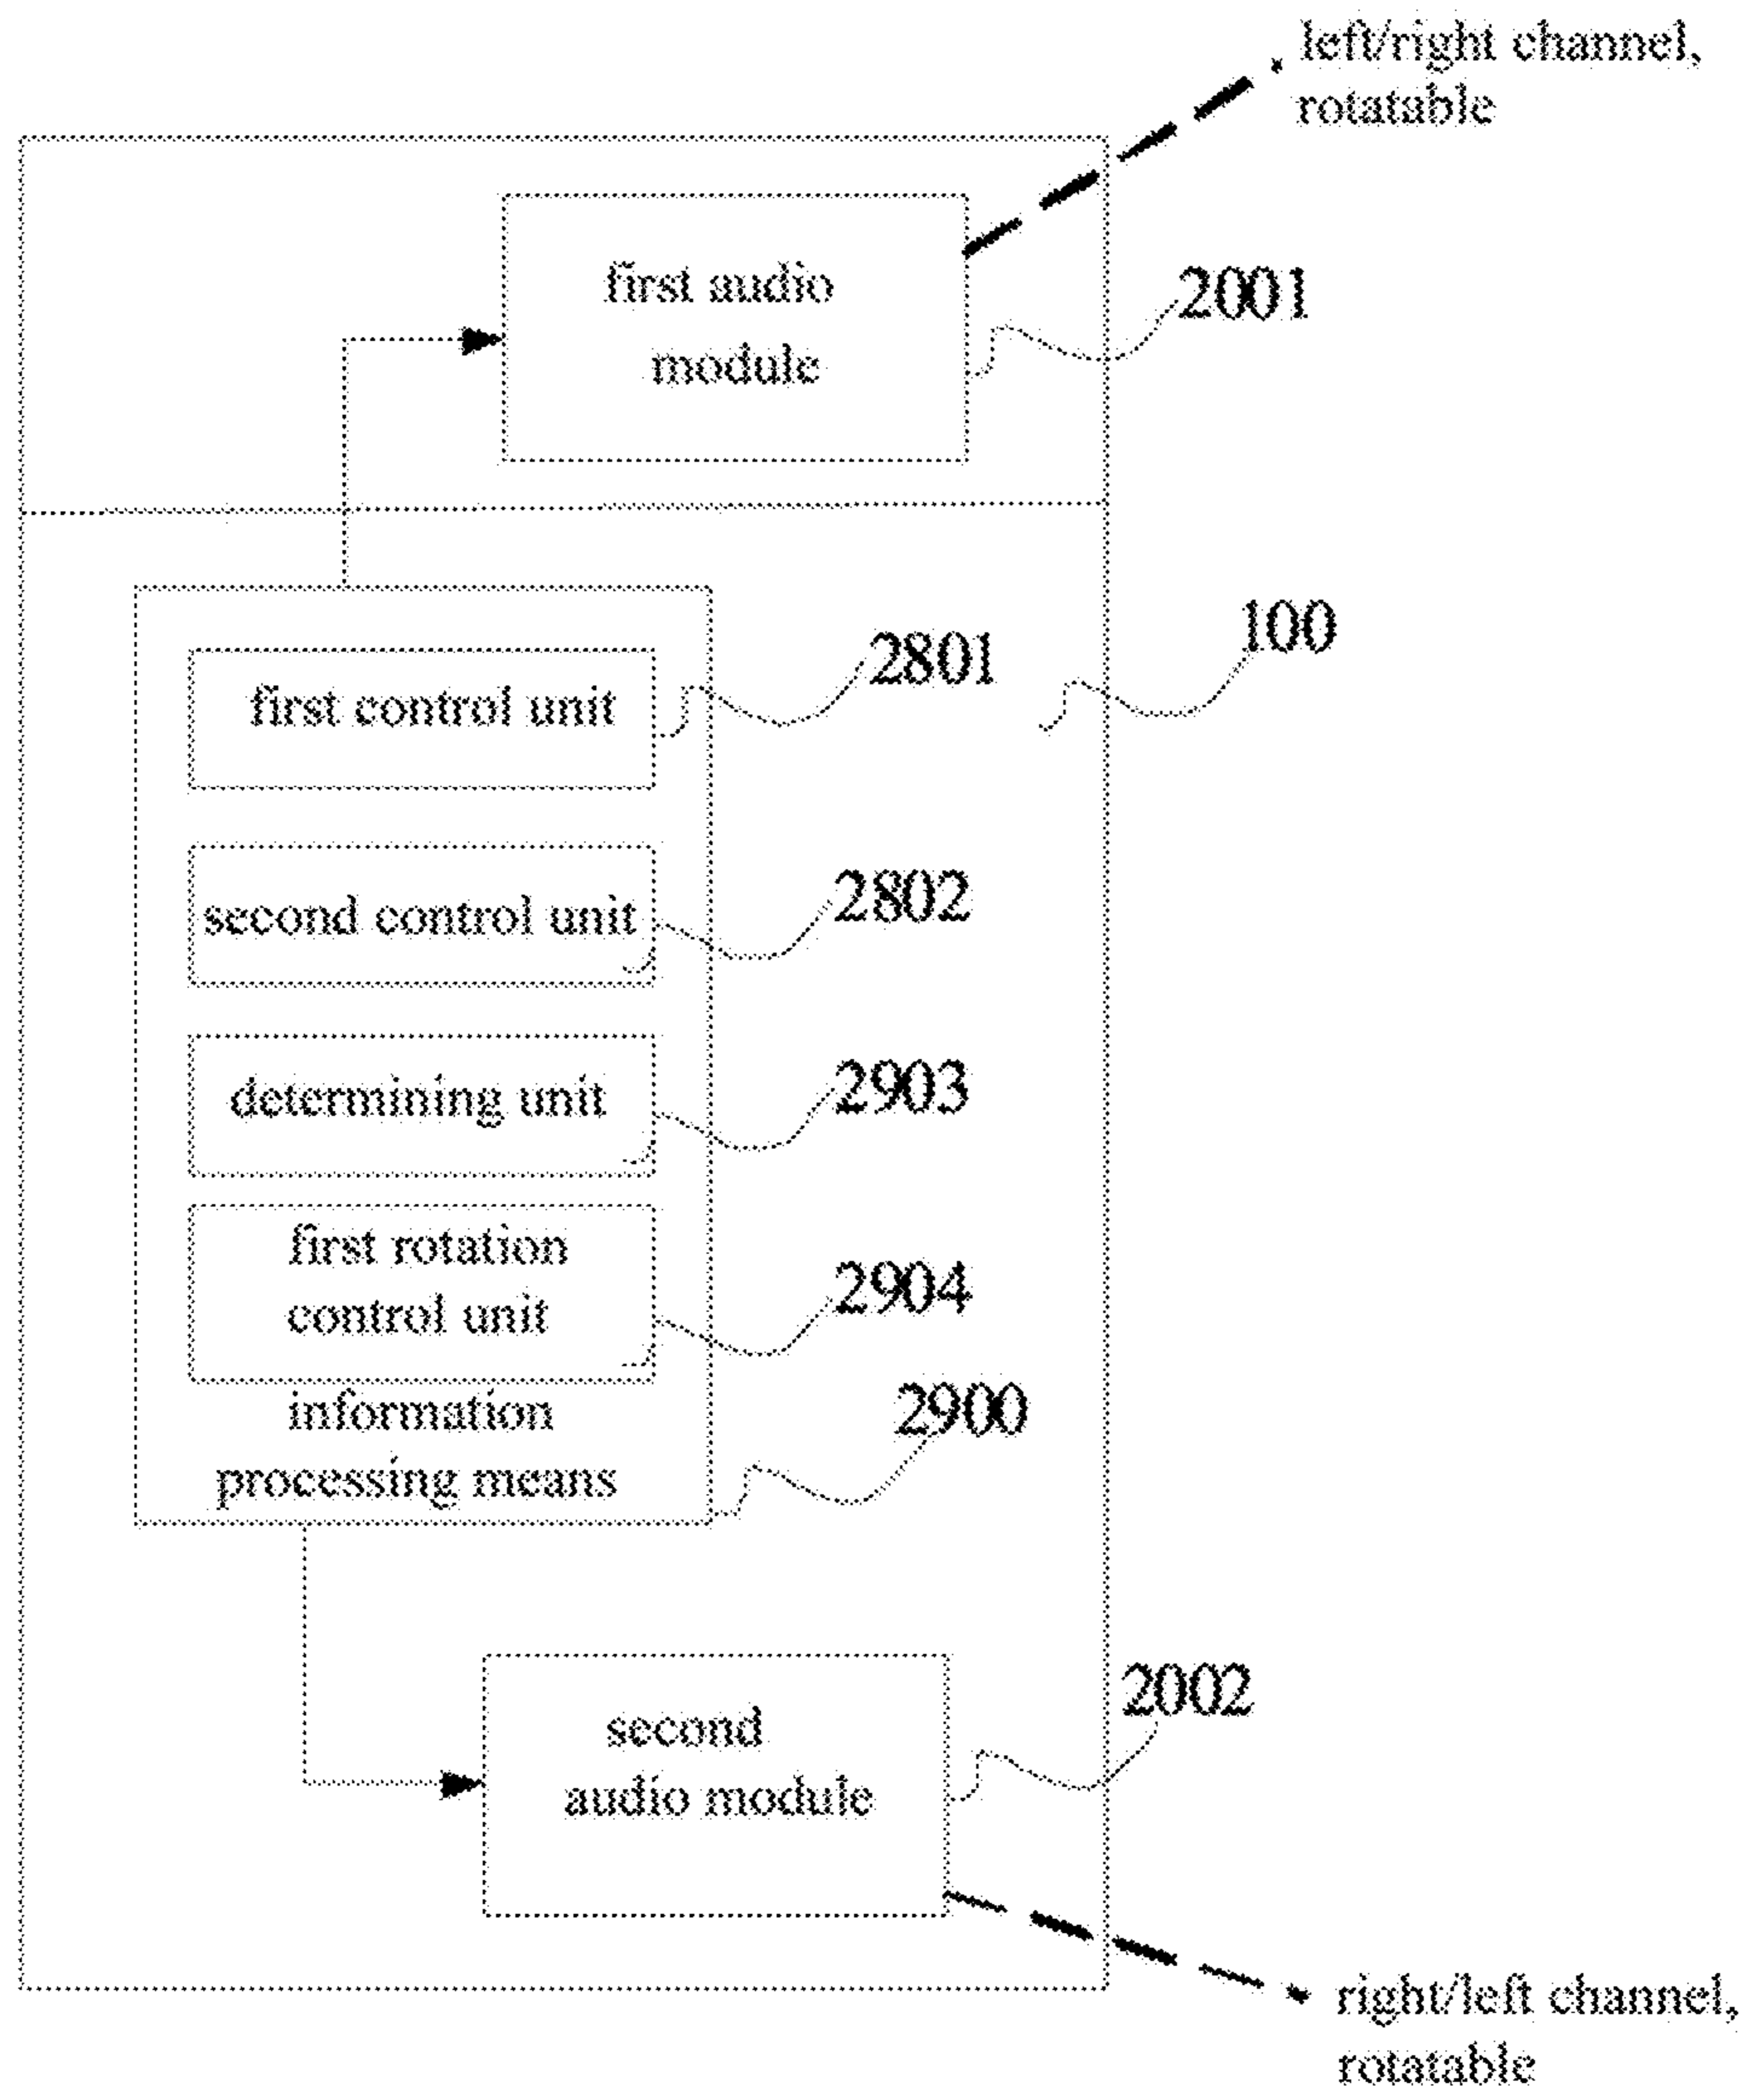 left/right channel,
rotatable
first audio
module
2001
100
first control unit
2801
second control unit
2802
determining unit
2903
first rotation
control unit
2904
information
processing means
2900
second
audio module
2002
right/left channel,
rotatable